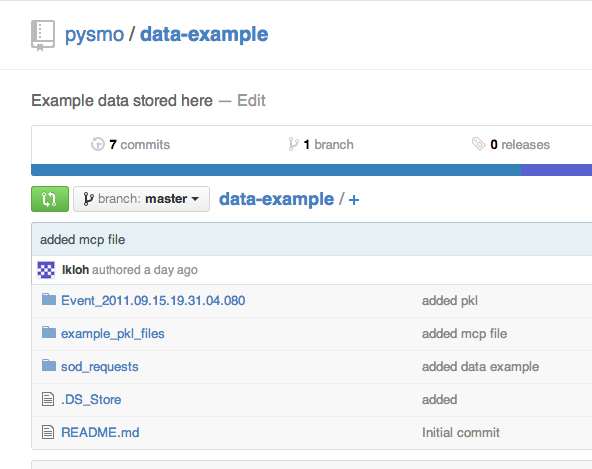 pysmo / data-example
Example data stored here — Edit
7 commits 1 branch 0 releases
branch: master data-example / +
added mcp file
lkloh authored a day ago
Event_2011.09.15.19.31.04.080 added pkl
example_pkl_files added mcp file
sod_requests added data example
.DS_Store added
README.md Initial commit